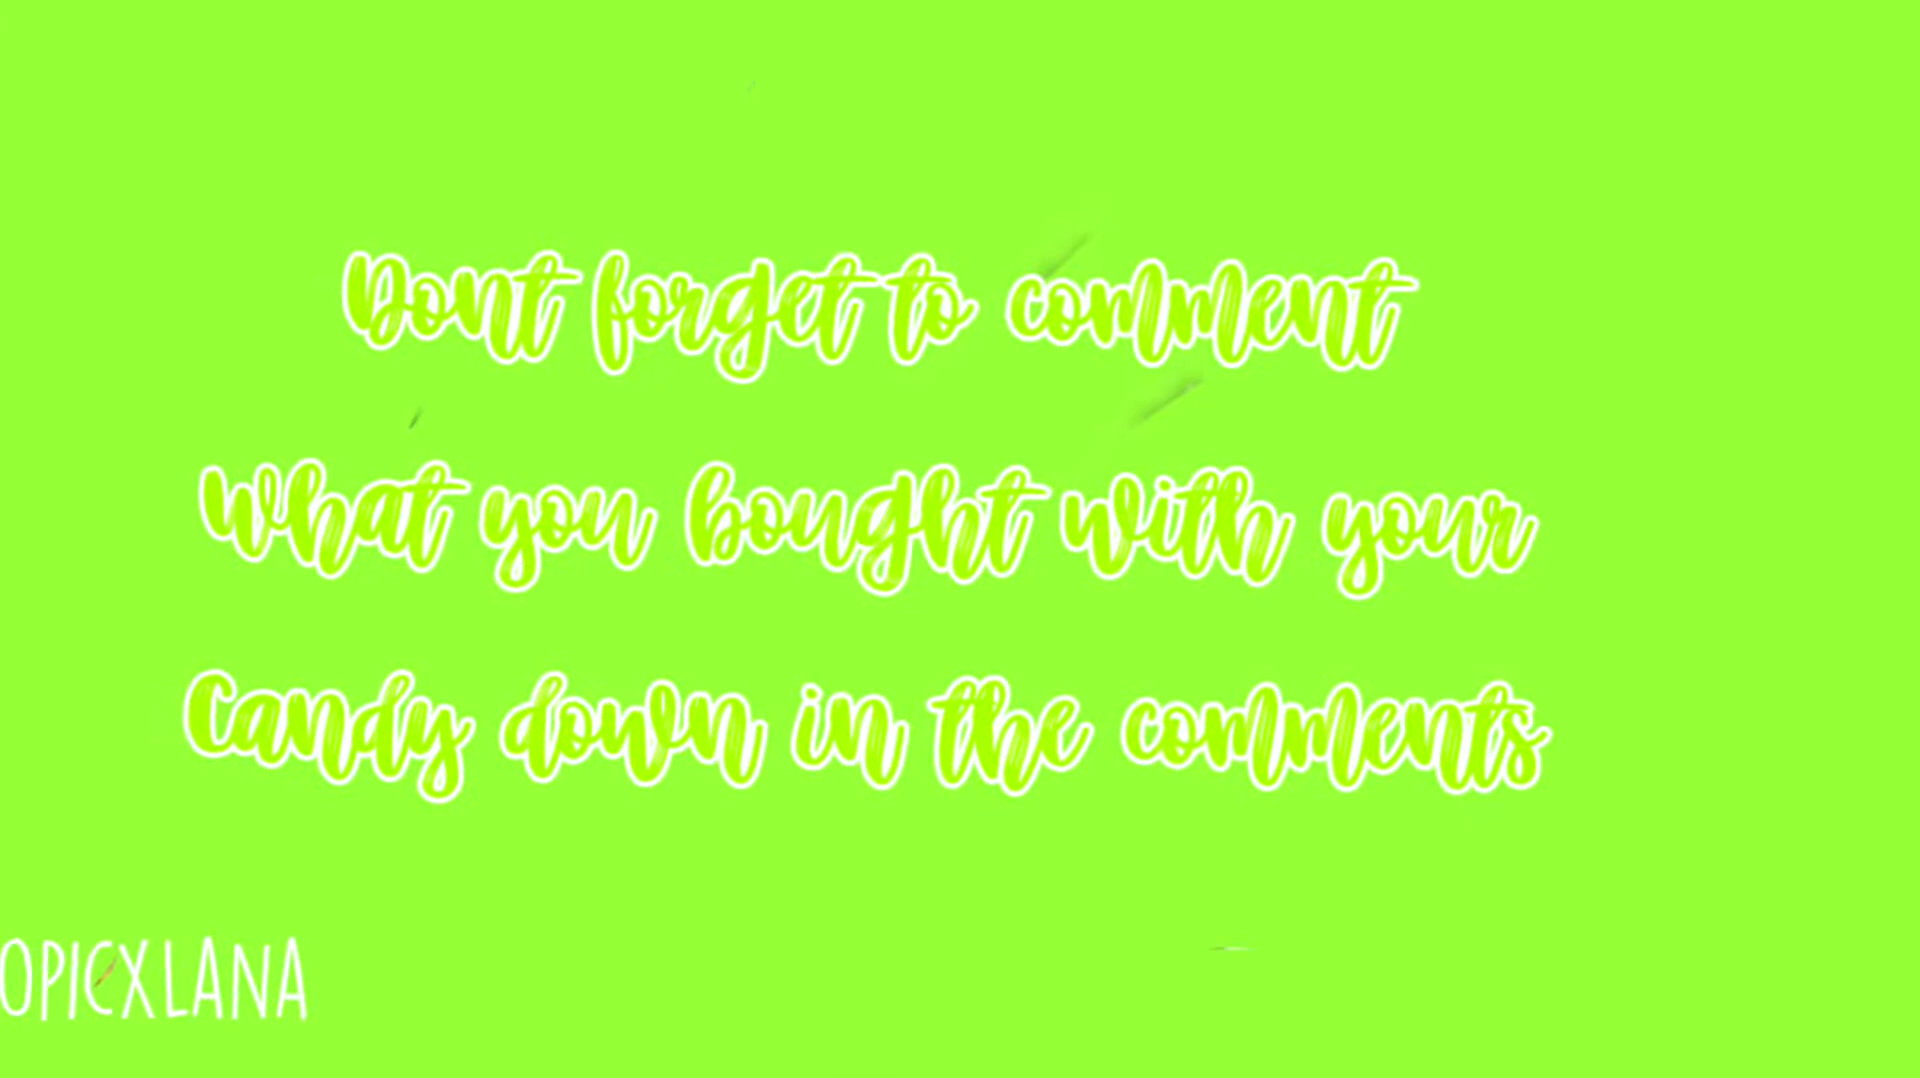 Dont forget to comment
What you bought with your
Candy down in the comments
OPICXLANA